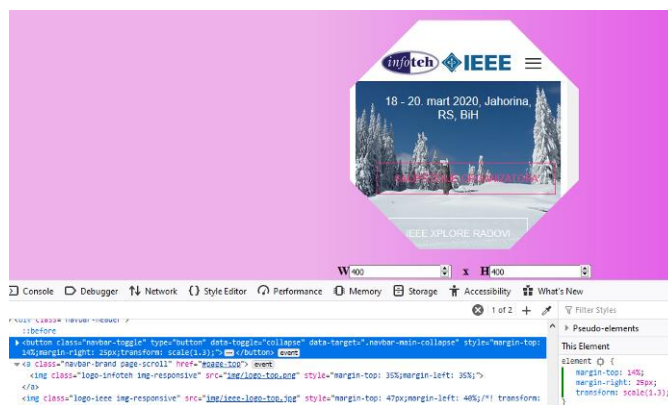 infoteh IEEE
18 - 20. mart 2020, Jahorina,
RS, BiH
IEEE XPLORE RADOVI
W 400 x H 400
Console Debugger Network {} Style Editor Performance Memory Storage Accessibility What's New
1 of 2 + Filter Styles
::before
<button class="navbar-toggle" type="button" data-toggle="collapse" data-target=".navbar-main-collapse" style="margin-top:
14%;margin-right: 25px;transform: scale(1.3);"> </button> event
<a class="navbar-brand page-scroll" href="#page-top"> event
<img class="logo-infoteh img-responsive" src="img/logo-top.png" style="margin-top: 35%;margin-left: 35%;">
</a>
<img class="logo-ieee img-responsive" src="img/ieee-logo-top.jpg" style="margin-top: 47px;margin-left: 40%;/*! transform:
Pseudo-elements
This Element
element {
margin-top: 14%;
margin-right: 25px;
transform: scale(1.3);
}